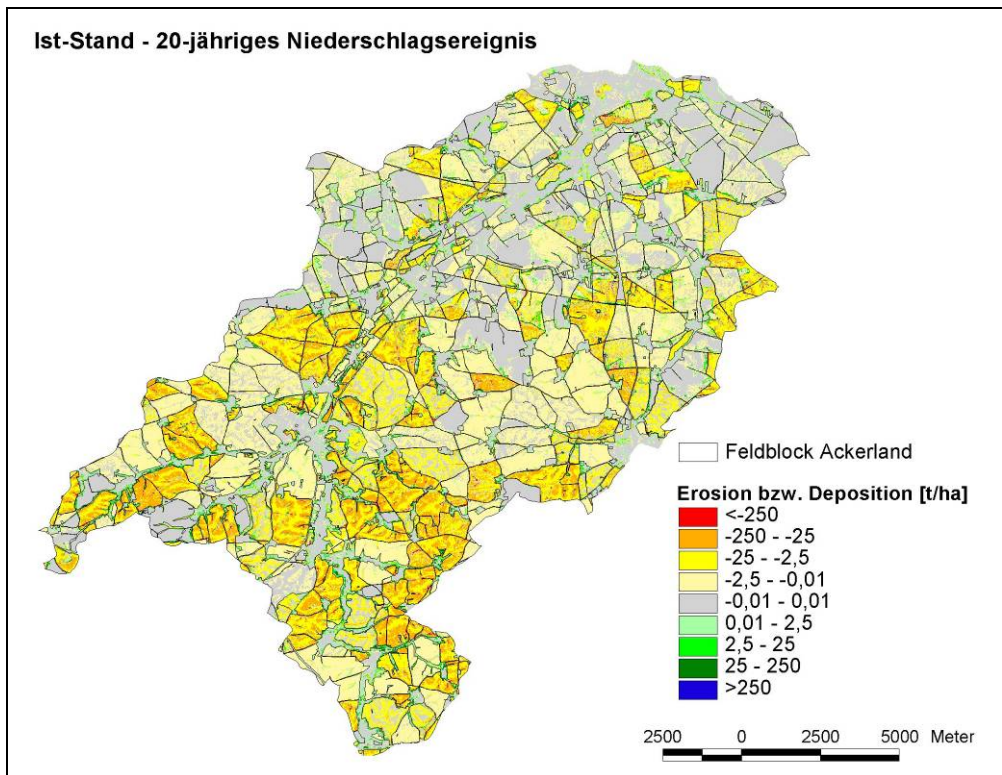 Ist-Stand - 20-jähriges Niederschlagsereignis
Feldblock Ackerland
Erosion bzw. Deposition [t/ha]
<-250
-250 - -25
-25 - -2,5
-2,5 - -0,01
-0,01 - 0,01
0,01 - 2,5
2,5 - 25
25 - 250
>250
2500 0 2500 5000 Meter